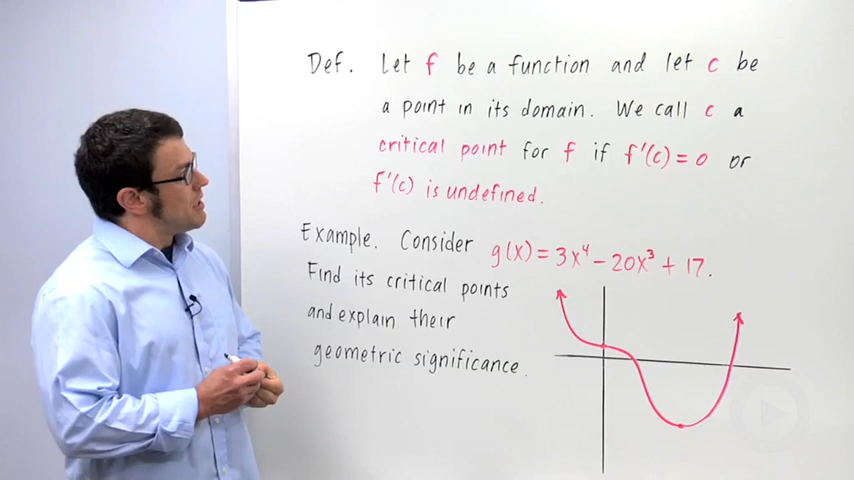 Def. Let f be a function and let c be
a point in its domain. We call c a
critical point for f if f'(c) = 0 or
f'(c) is undefined.
Example. Consider g(x) = 3x⁴ - 20x³ + 17.
Find its critical points
and explain their
geometric significance.